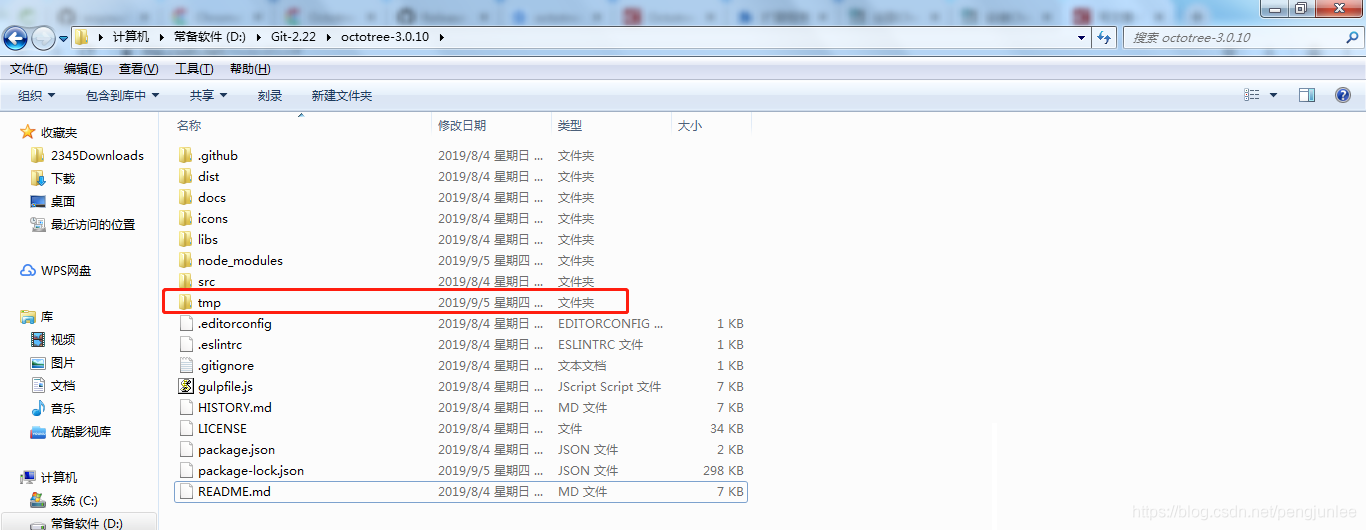 计算机 常备软件 (D:) Git-2.22 octotree-3.0.10 搜索 octotree-3.0.10
文件(F) 编辑(E) 查看(V) 工具(T) 帮助(H)
组织 包含到库中 共享 刻录 新建文件夹
收藏夹
2345Downloads
下载
桌面
最近访问的位置
WPS网盘
库
视频
图片
文档
音乐
优酷影视库
计算机
系统 (C:)
常备软件 (D:)
名称 修改日期 类型 大小
.github 2019/8/4 星期日 ... 文件夹
dist 2019/8/4 星期日 ... 文件夹
docs 2019/8/4 星期日 ... 文件夹
icons 2019/8/4 星期日 ... 文件夹
libs 2019/8/4 星期日 ... 文件夹
node_modules 2019/9/5 星期四 ... 文件夹
src 2019/8/4 星期日 ... 文件夹
tmp 2019/9/5 星期四 ... 文件夹
.editorconfig 2019/8/4 星期日 ... EDITORCONFIG ... 1 KB
.eslintrc 2019/8/4 星期日 ... ESLINTRC 文件 1 KB
.gitignore 2019/8/4 星期日 ... 文本文档 1 KB
gulpfile.js 2019/8/4 星期日 ... JScript Script 文件 7 KB
HISTORY.md 2019/8/4 星期日 ... MD 文件 7 KB
LICENSE 2019/8/4 星期日 ... 文件 34 KB
package.json 2019/8/4 星期日 ... JSON 文件 2 KB
package-lock.json 2019/9/5 星期四 ... JSON 文件 298 KB
README.md 2019/8/4 星期日 ... MD 文件 7 KB
https://blog.csdn.net/pengjunlee